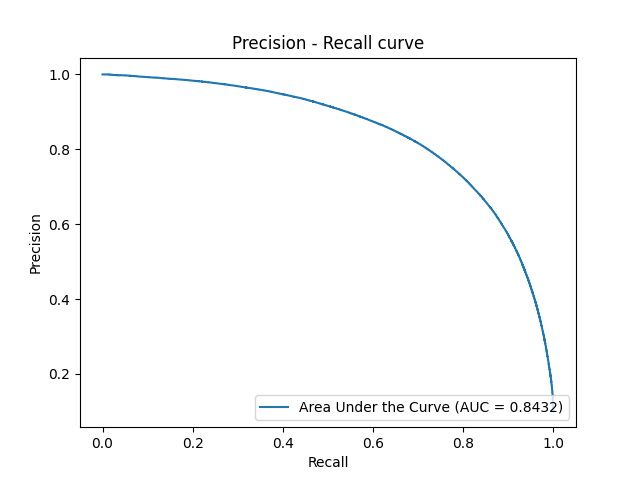 Precision - Recall curve
1.0
0.8
0.6
0.4
0.2
Precision
Area Under the Curve (AUC = 0.8432)
0.0 0.2 0.4 0.6 0.8 1.0
Recall